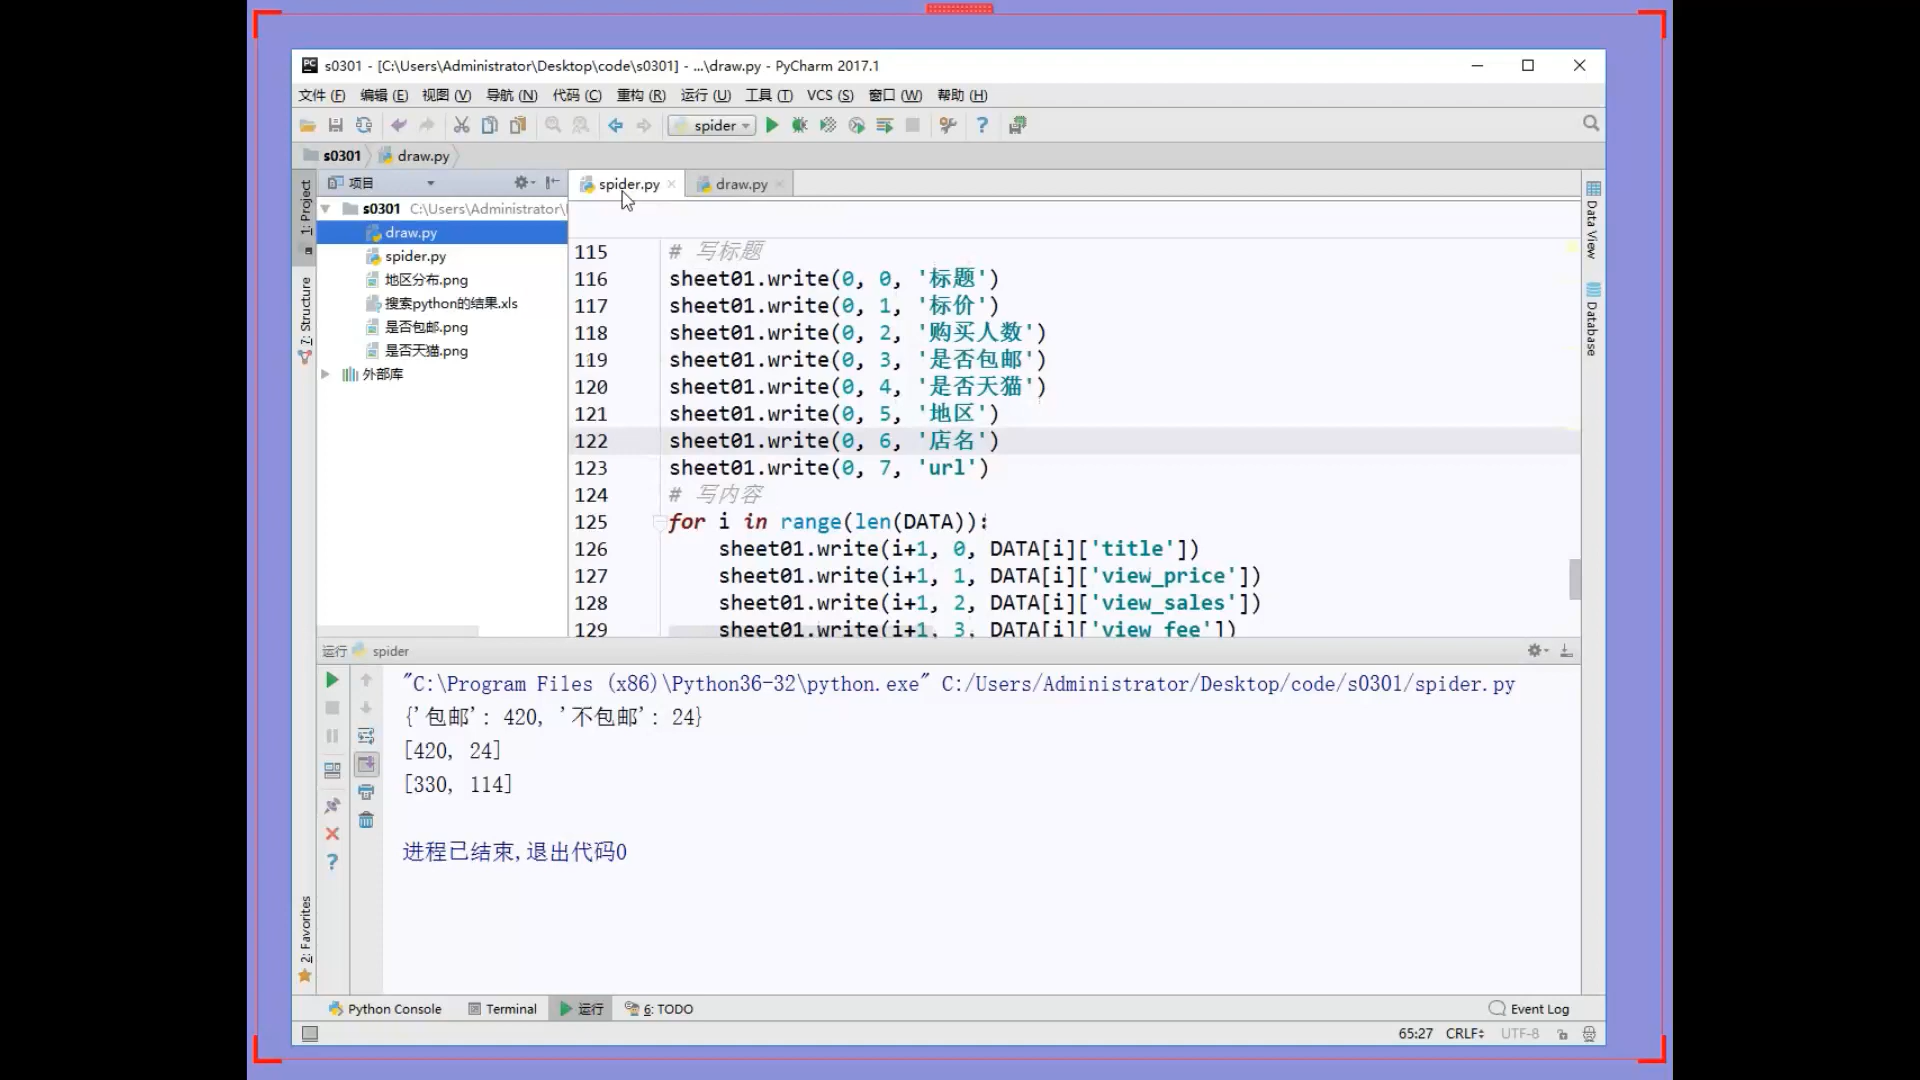 s0301 - [C:\Users\Administrator\Desktop\code\s0301] - ...\draw.py - PyCharm 2017.1
文件 (F) 编辑 (E) 视图 (V) 导航 (N) 代码 (C) 重构 (R) 运行 (U) 工具 (T) VCS (S) 窗口 (W) 帮助 (H)
spider
s0301 draw.py
项目
spider.py draw.py
1: Project
7: Structure
2: Favorites
s0301 C:\Users\Administrator\
draw.py
spider.py
地区分布.png
搜索python的结果.xls
是否包邮.png
是否天猫.png
外部库
115 # 写标题
116 sheet01.write(0, 0, '标题')
117 sheet01.write(0, 1, '标价')
118 sheet01.write(0, 2, '购买人数')
119 sheet01.write(0, 3, '是否包邮')
120 sheet01.write(0, 4, '是否天猫')
121 sheet01.write(0, 5, '地区')
122 sheet01.write(0, 6, '店名')
123 sheet01.write(0, 7, 'url')
124 # 写内容
125 for i in range(len(DATA)):
126 sheet01.write(i+1, 0, DATA[i]['title'])
127 sheet01.write(i+1, 1, DATA[i]['view_price'])
128 sheet01.write(i+1, 2, DATA[i]['view_sales'])
129 sheet01.write(i+1, 3, DATA[i]['view_fee'])
Data View
Database
运行 spider
"C:\Program Files (x86)\Python36-32\python.exe" C:/Users/Administrator/Desktop/code/s0301/spider.py
{'包邮': 420, '不包邮': 24}
[420, 24]
[330, 114]
进程已结束,退出代码0
Python Console Terminal 运行 6: TODO Event Log
65:27 CRLF UTF-8